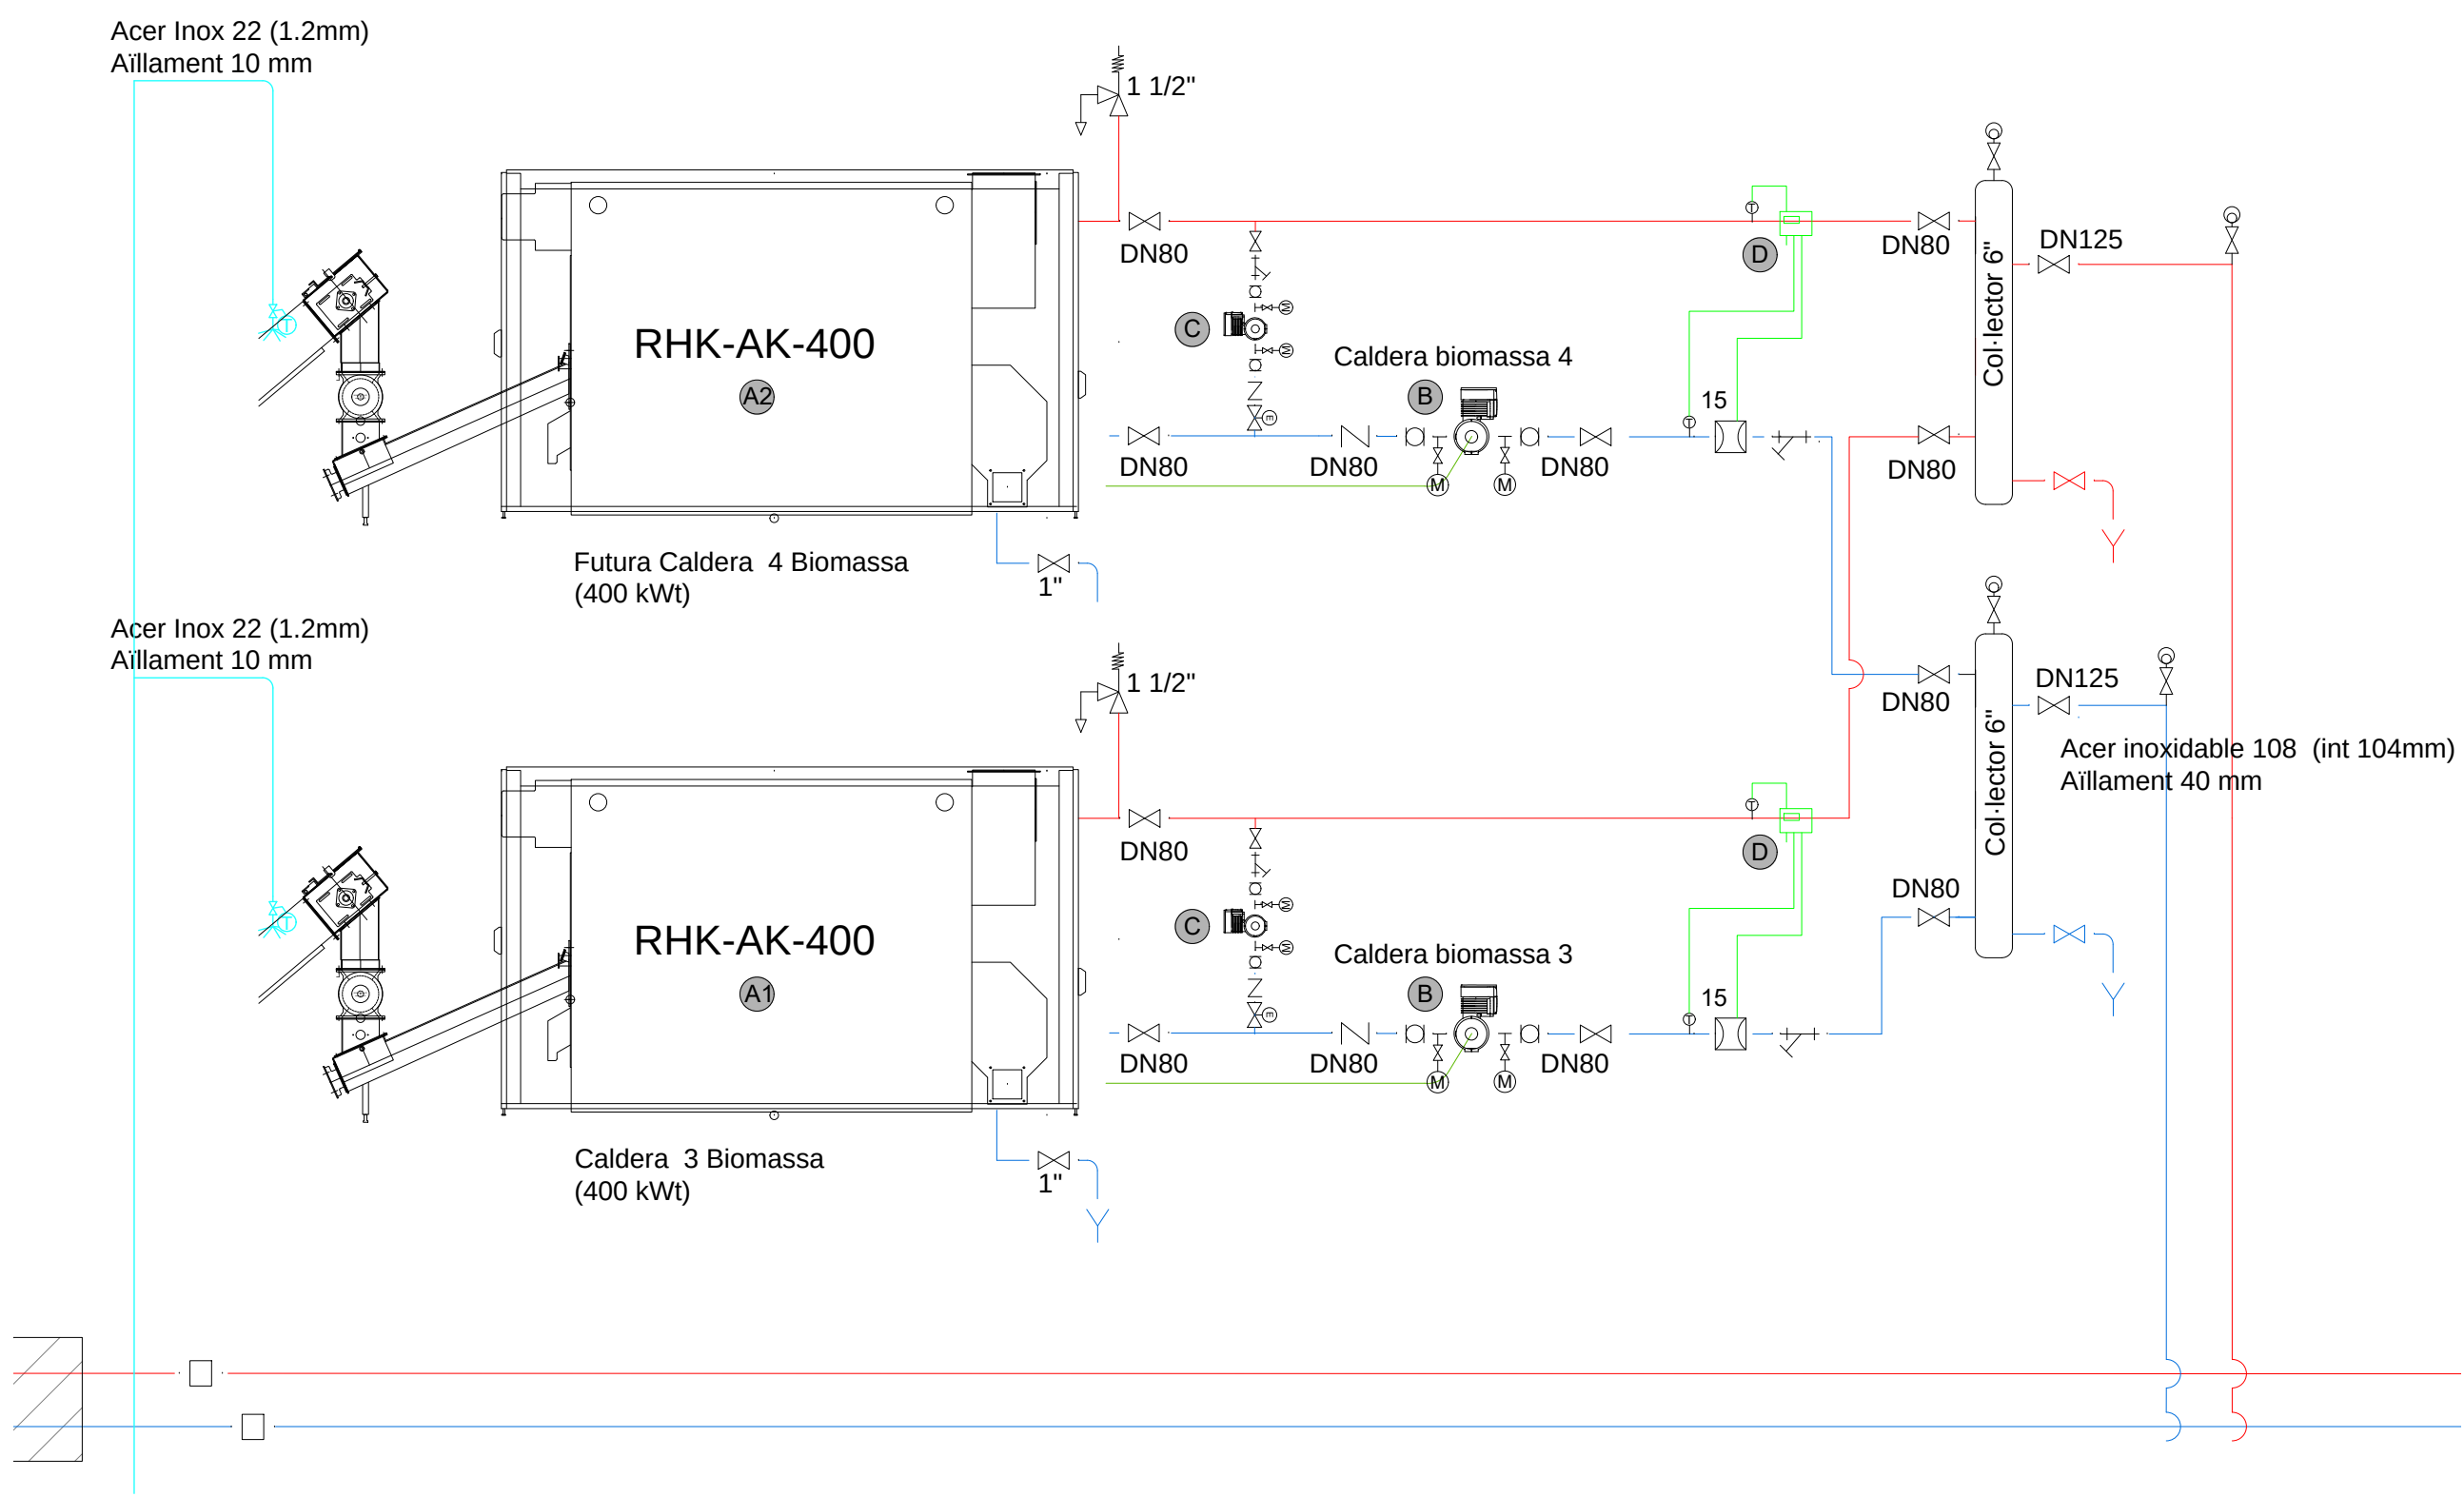 Acer Inox 22 (1.2mm)
Aïllament 10 mm
1 1/2"
DN80
DN80
DN125
D
Col·lector 6"
RHK-AK-400
A2
C
M
M
Caldera biomassa 4
B
15
T
T
T
E
DN80
DN80
DN80
DN80
M
M
Futura Caldera  4 Biomassa
(400 kWt)
1"
Acer Inox 22 (1.2mm)
Aïllament 10 mm
1 1/2"
DN80
DN125
Col·lector 6"
Acer inoxidable 108  (int 104mm)
Aïllament 40 mm
DN80
D
DN80
RHK-AK-400
A1
C
M
M
Caldera biomassa 3
B
15
T
T
T
E
DN80
DN80
DN80
M
M
Caldera  3 Biomassa
(400 kWt)
1"